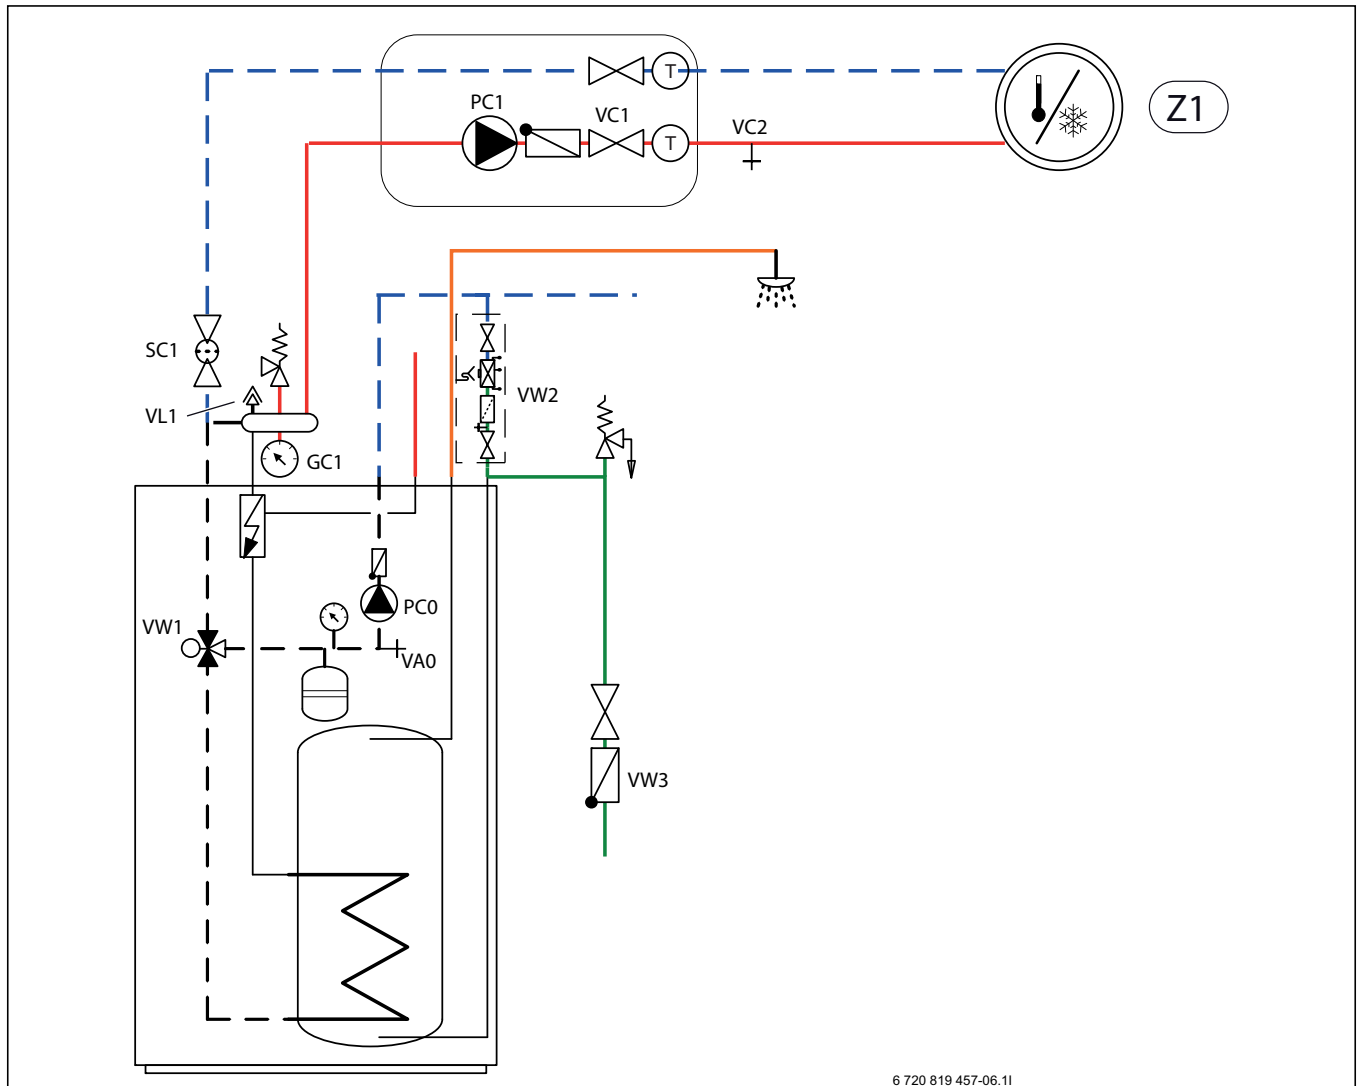 T
PC1
VC1
T
VC2
Z1
SC1
VL1
GC1
VW2
PC0
VW1
VA0
VW3
6 720 819 457-06.1I